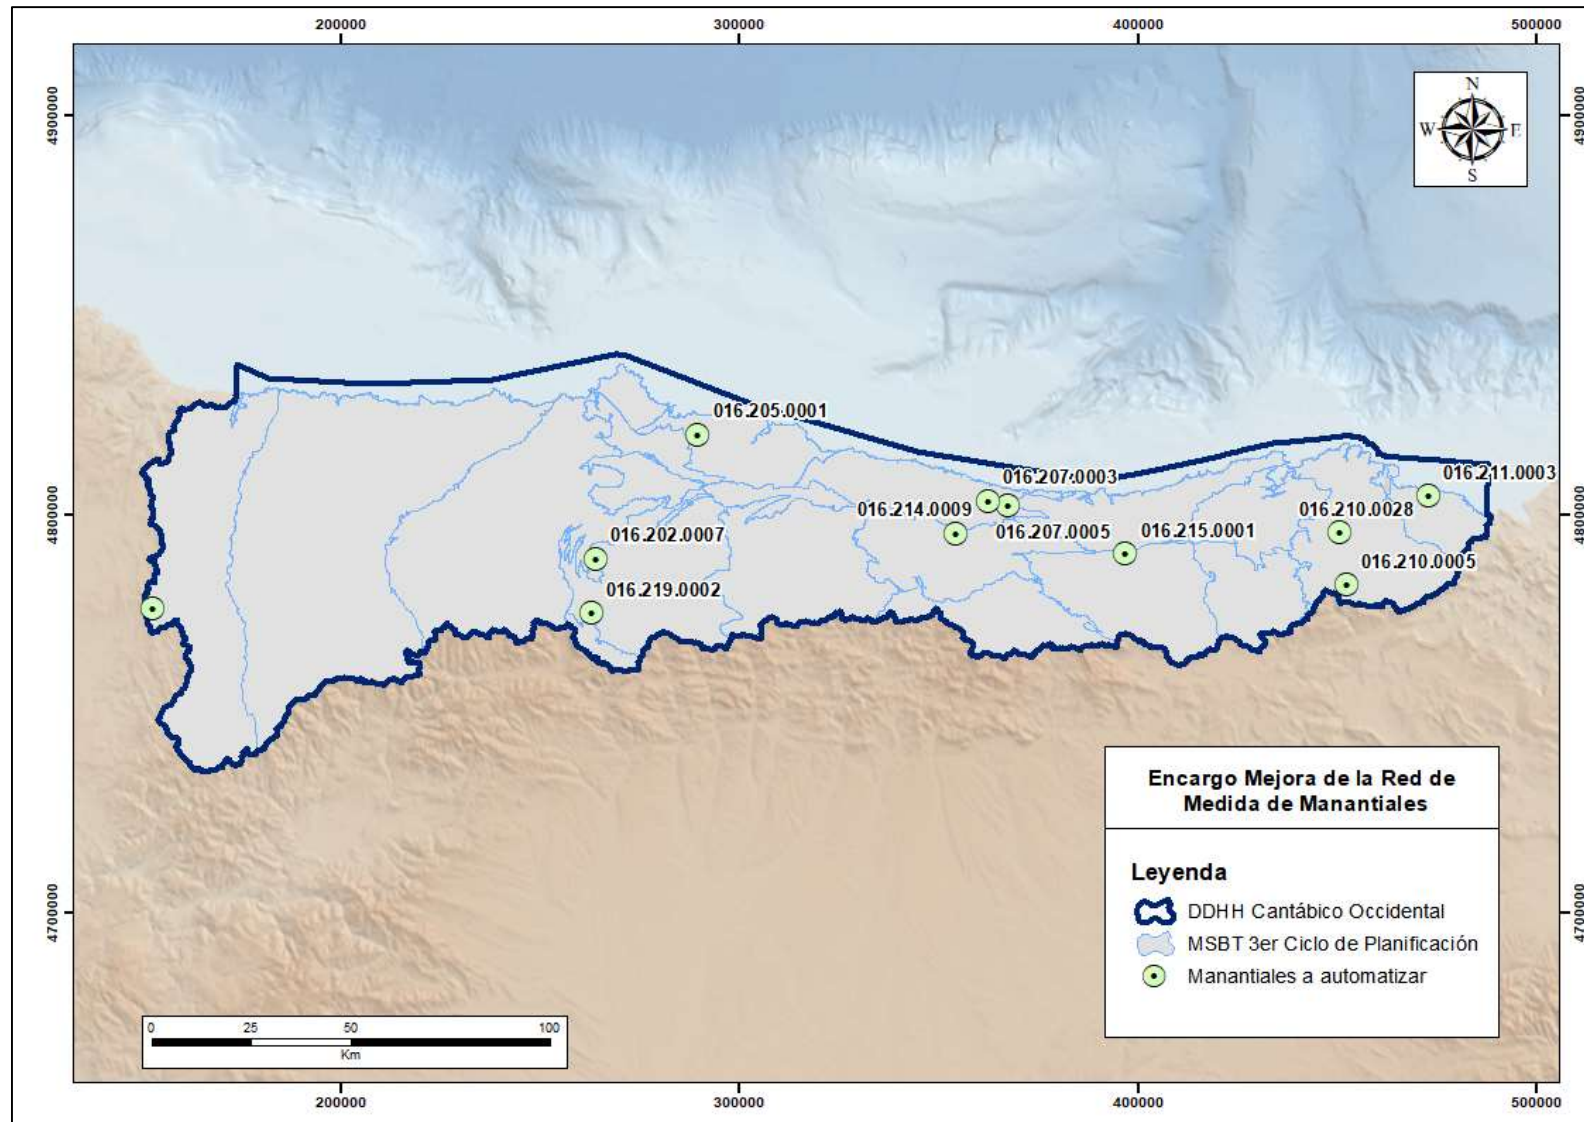 200000 300000 400000 500000
4900000 4900000
N
W E
S
016.205.0001
016.207.0003
016.211.0003
016.214.0009
016.210.0028
4800000 4800000
016.202.0007
016.207.0005
016.215.0001
016.210.0005
016.219.0002
Encargo Mejora de la Red de
Medida de Manantiales
Leyenda
DDHH Cantábico Occidental
MSBT 3er Ciclo de Planificación
Manantiales a automatizar
4700000 4700000
0 25 50 100
Km
200000 300000 400000 500000